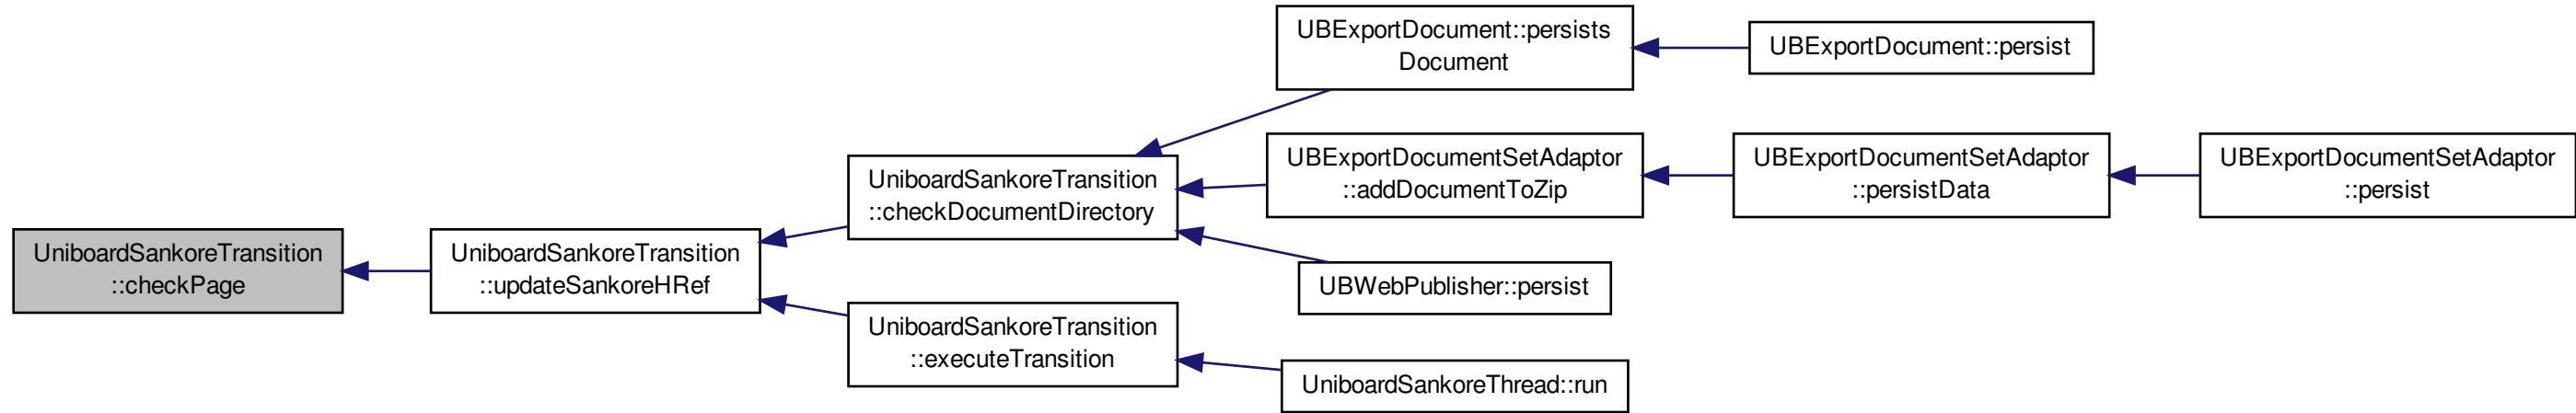 UniboardSankoreTransition
::checkPage
UniboardSankoreTransition
::updateSankoreHRef
UniboardSankoreTransition
::checkDocumentDirectory
UBExportDocument::persists
Document
UBExportDocument::persist
UBExportDocumentSetAdaptor
::addDocumentToZip
UBExportDocumentSetAdaptor
::persistData
UBExportDocumentSetAdaptor
::persist
UBWebPublisher::persist
UniboardSankoreTransition
::executeTransition
UniboardSankoreThread::run